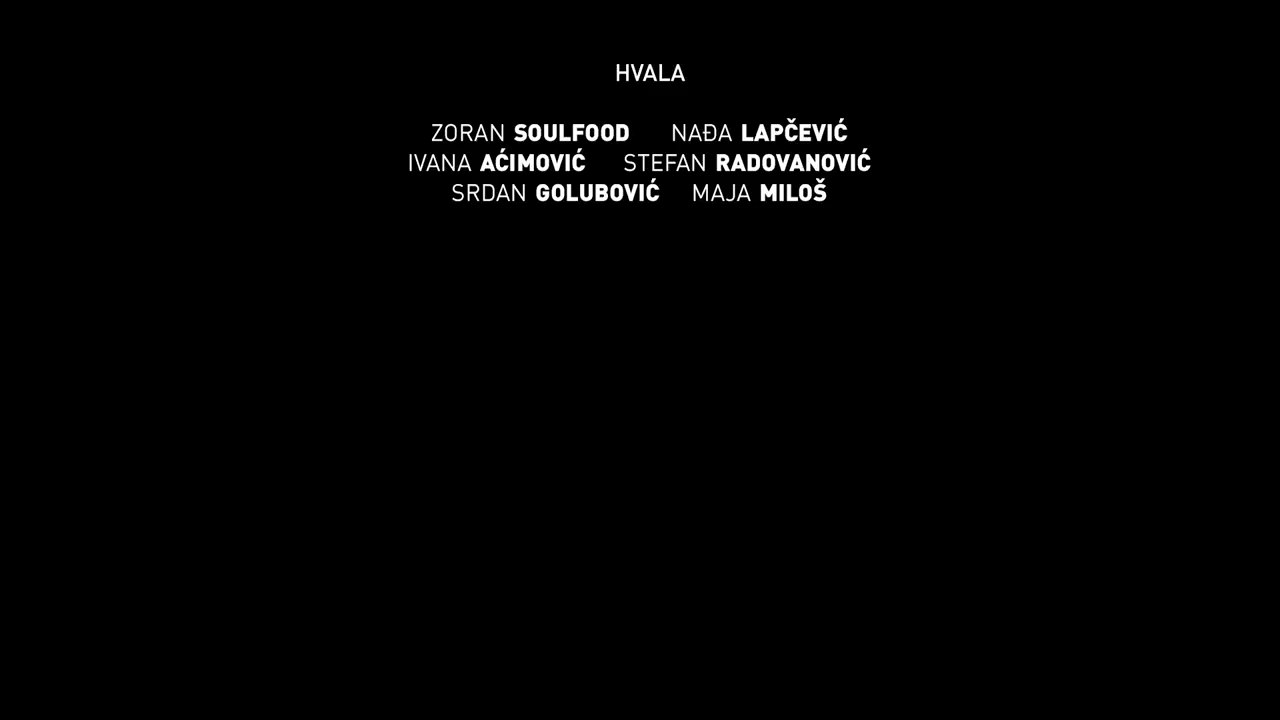 HVALA
ZORAN SOULFOOD NAĐA LAPČEVIĆ
IVANA AĆIMOVIĆ STEFAN RADOVANOVIĆ
SRDAN GOLUBOVIĆ MAJA MILOŠ